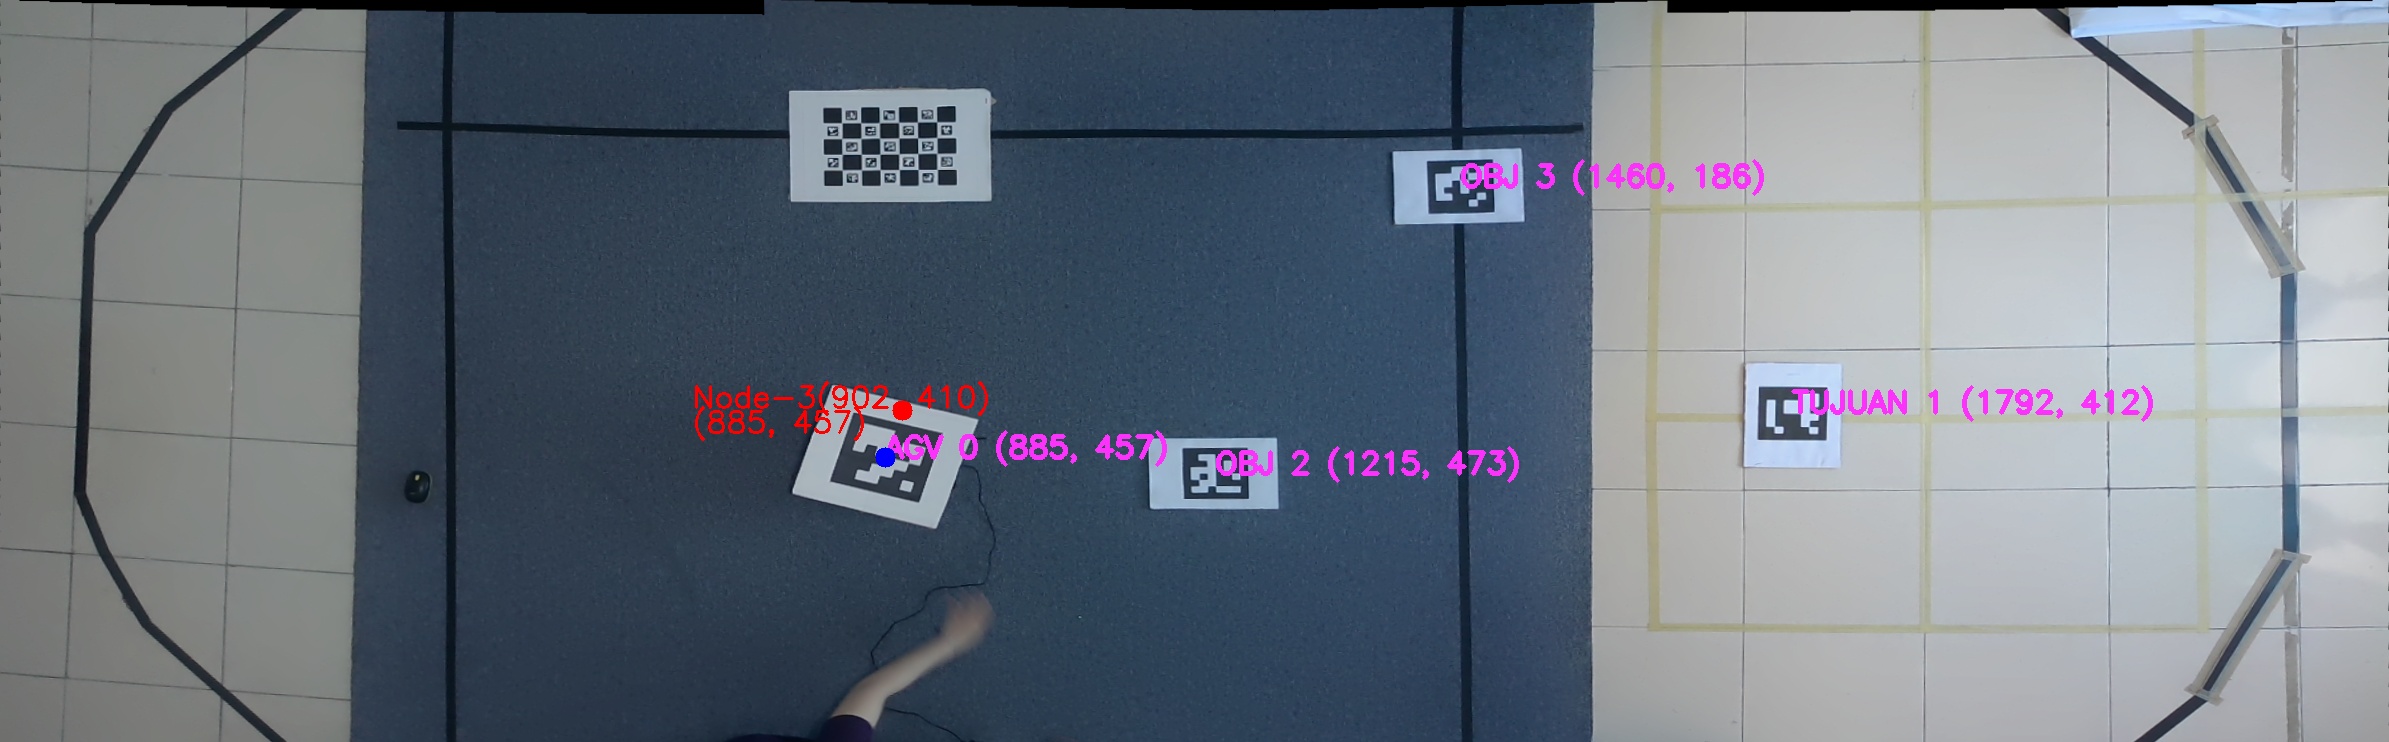 OBJ 3 (1460, 186)
Node-3(902, 410)
(885, 457)
TUJUAN 1 (1792, 412)
AGV 0 (885, 457)
OBJ 2 (1215, 473)